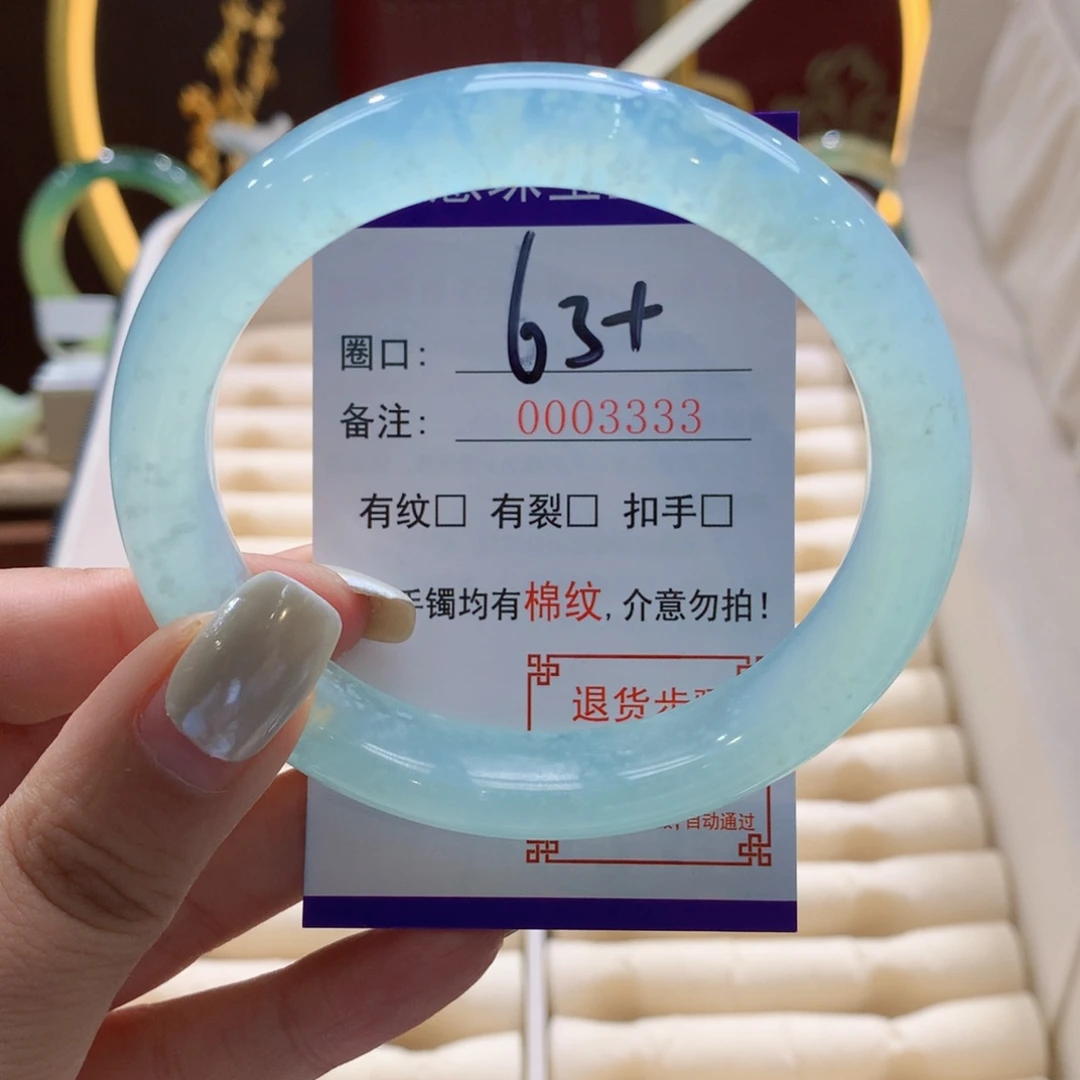 63+
圈口:
备注: 0003333
有纹□ 有裂□ 扣手□
手镯均有棉纹,介意勿拍!
退货步
自动通过